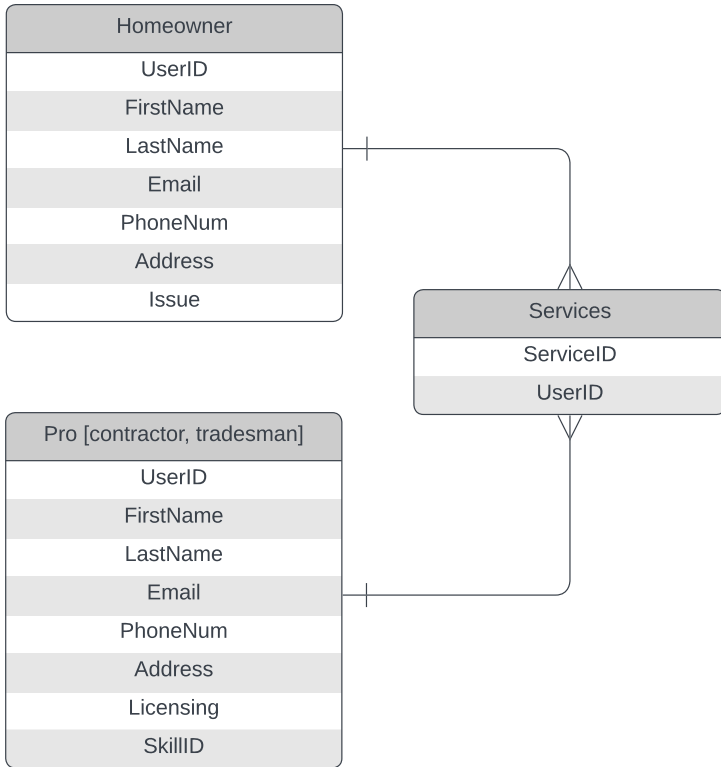 Homeowner
UserID
FirstName
LastName
Email
PhoneNum
Address
Issue
Services
ServiceID
UserID
Pro [contractor, tradesman]
UserID
FirstName
LastName
Email
PhoneNum
Address
Licensing
SkillID